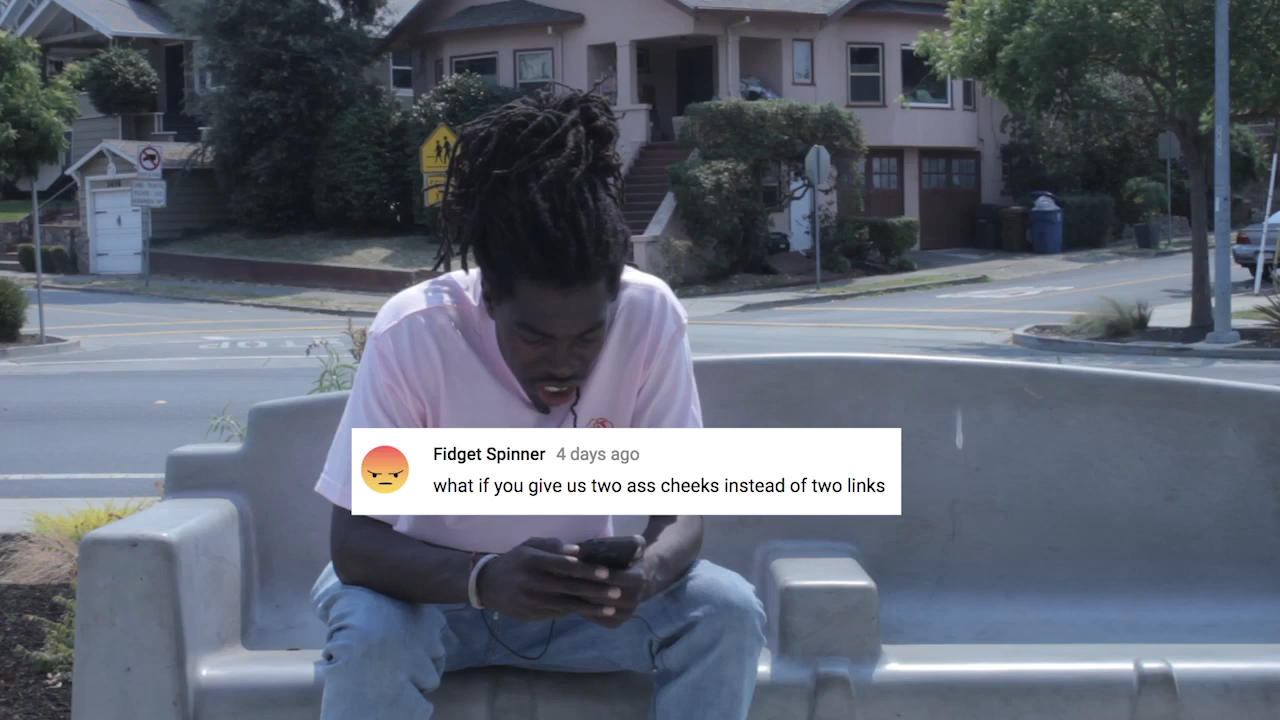 Fidget Spinner 4 days ago
what if you give us two ass cheeks instead of two links